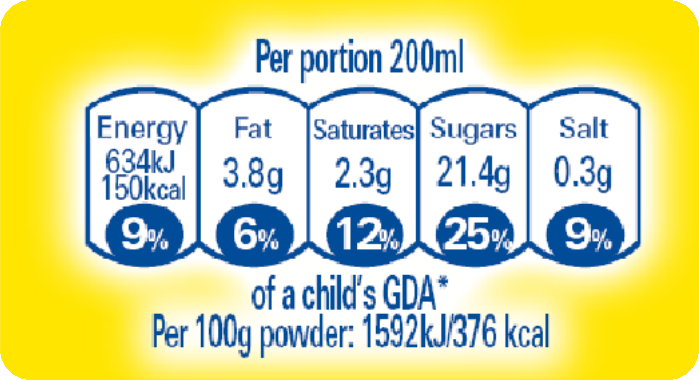 Per portion 200ml
Energy Fat Saturates Sugars Salt
634kJ
150kcal 3.8g 2.3g 21.4g 0.3g
9% 6% 12% 25% 9%
of a child's GDA*
Per 100g powder: 1592kJ/376 kcal